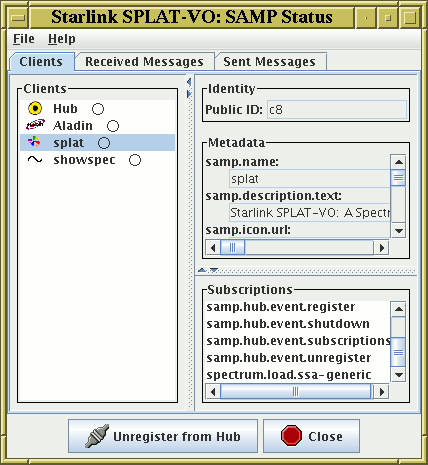 Starlink SPLAT-VO: SAMP Status
File Help
Clients Received Messages Sent Messages
Clients
Hub
Aladin
splat
showspec
Identity
Public ID: c8
Metadata
samp.name:
splat
samp.description.text:
Starlink SPLAT-VO: A Spectr
samp.icon.url:
Subscriptions
samp.hub.event.register
samp.hub.event.shutdown
samp.hub.event.subscriptions
samp.hub.event.unregister
spectrum.load.ssa-generic
Unregister from Hub Close